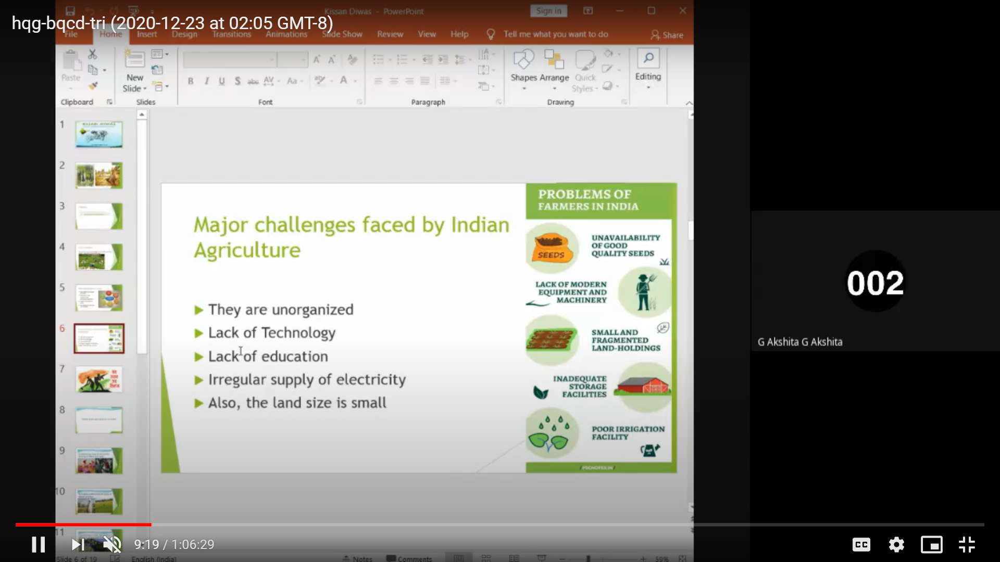 Kissan Diwas - PowerPoint
Sign in
hqg-bqcd-tri (2020-12-23 at 02:05 GMT-8)
File Home Insert Design Transitions Animations Slide Show Review View Help Tell me what you want to do Share
Paste
New
Slide
B I U S abc AV Aa A
Shapes Arrange Quick
Styles
Editing
Clipboard Slides Font Paragraph Drawing
1
2
3
4
5
6
7
8
9
10
11
Major challenges faced by Indian
Agriculture
They are unorganized
Lack of Technology
Lack of education
Irregular supply of electricity
Also, the land size is small
PROBLEMS OF
FARMERS IN INDIA
SEEDS
UNAVAILABILITY
OF GOOD
QUALITY SEEDS
LACK OF MODERN
EQUIPMENT AND
MACHINERY
SMALL AND
FRAGMENTED
LAND-HOLDINGS
INADEQUATE
STORAGE
FACILITIES
POOR IRRIGATION
FACILITY
002
G Akshita G Akshita
9:19 / 1:06:29
CC
Slide 6 of 19 English (India) Notes Comments 59%